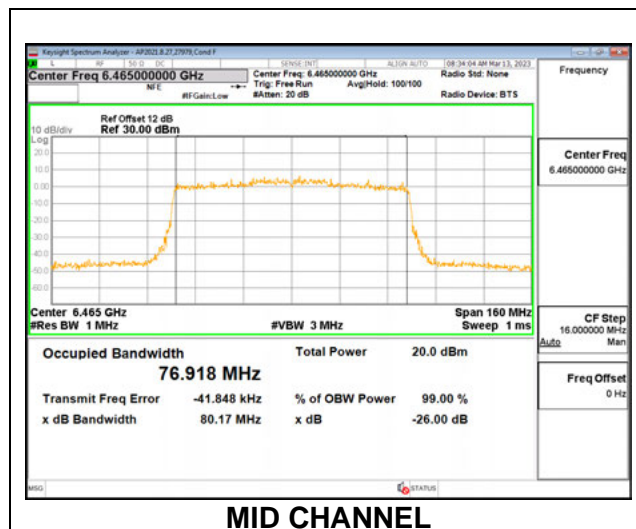 Keysight Spectrum Analyzer - AP2021.8.27,27979,Cond F
L RF 50 Ω DC SENSE:INT ALIGN AUTO 08:34:04 AM Mar 13, 2023
Center Freq 6.465000000 GHz
NFE
#IFGain:Low
Center Freq: 6.465000000 GHz
Trig: Free Run Avg|Hold: 100/100
#Atten: 20 dB
Radio Std: None
Radio Device: BTS
Frequency
Ref Offset 12 dB
10 dB/div Ref 30.00 dBm
Log
20.0
10.0
0.00
-10.0
-20.0
-30.0
-40.0
-50.0
-60.0
Center Freq
6.465000000 GHz
Center 6.465 GHz Span 160 MHz
#Res BW 1 MHz #VBW 3 MHz Sweep 1 ms
CF Step
16.000000 MHz
Auto Man
Freq Offset
0 Hz
Occupied Bandwidth Total Power 20.0 dBm
76.918 MHz
Transmit Freq Error -41.848 kHz % of OBW Power 99.00 %
x dB Bandwidth 80.17 MHz x dB -26.00 dB
MSG STATUS
MID CHANNEL